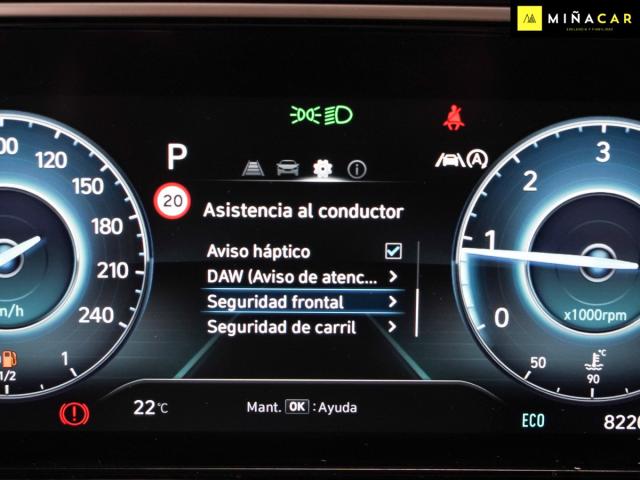 MIÑACAR
P
20
Asistencia al conductor
Aviso háptico
DAW (Aviso de atenc...
Seguridad frontal
Seguridad de carril
120
150
180
210
240
m/h
1/2
1
3
2
1
0
x1000rpm
50
90
°C
A
22°C
Mant. OK : Ayuda
ECO
8220